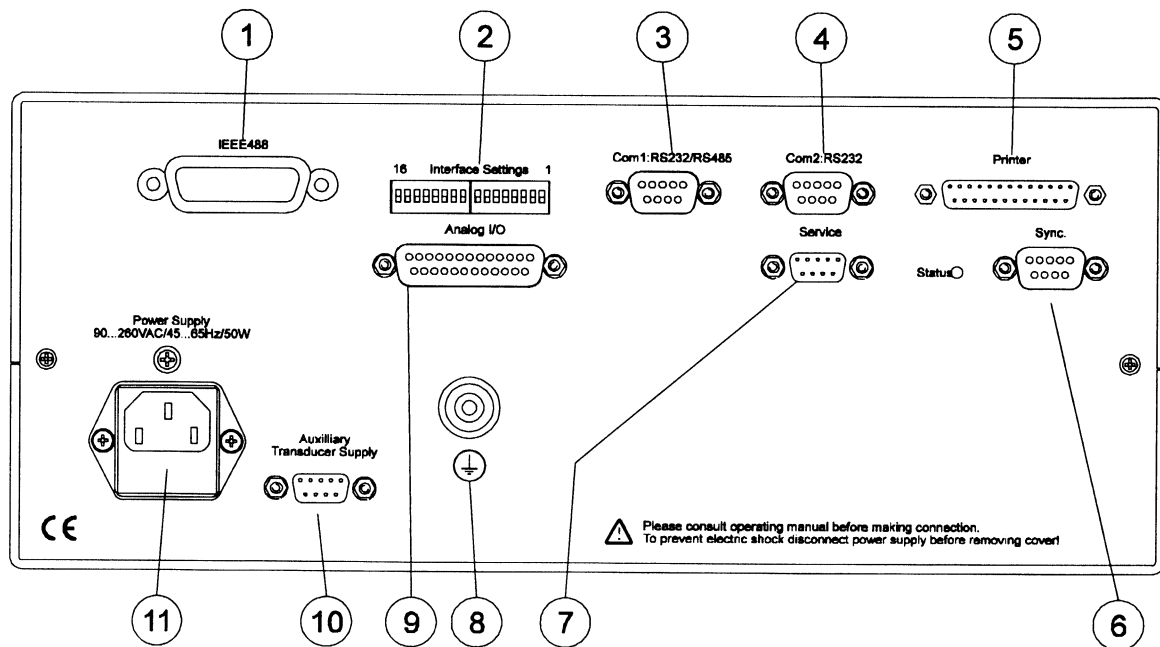 1 2 3 4 5
IEEE488
16 Interface Settings 1
Com1:RS232/RS485
Com2:RS232
Printer
Analog I/O
Service
Sync.
Status
Power Supply
90...260VAC/45...65Hz/50W
Auxilliary
Transducer Supply
CE
Please consult operating manual before making connection.
To prevent electric shock disconnect power supply before removing cover!
11 10 9 8 7 6